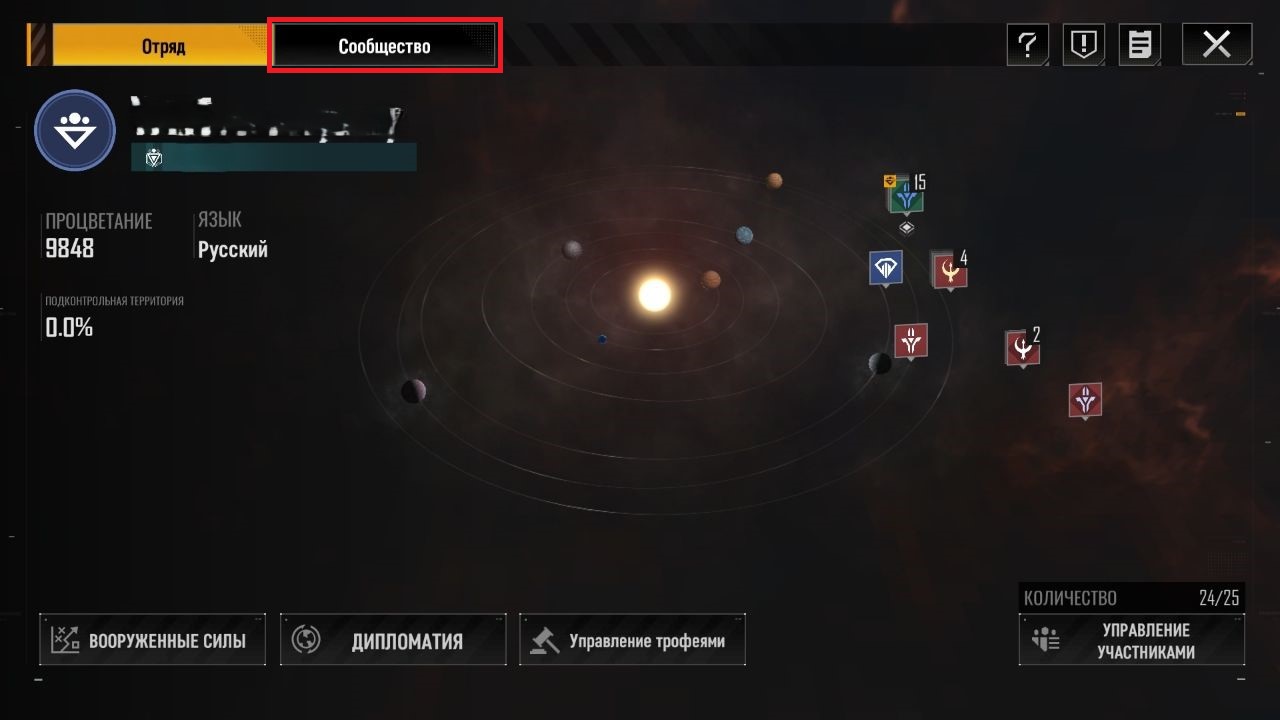 Отряд
Сообщество
ПРОЦВЕТАНИЕ
9848
ЯЗЫК
Русский
ПОДКОНТРОЛЬНАЯ ТЕРРИТОРИЯ
0.0%
15
4
2
КОЛИЧЕСТВО 24/25
ВООРУЖЕННЫЕ СИЛЫ
ДИПЛОМАТИЯ
Управление трофеями
УПРАВЛЕНИЕ
УЧАСТНИКАМИ